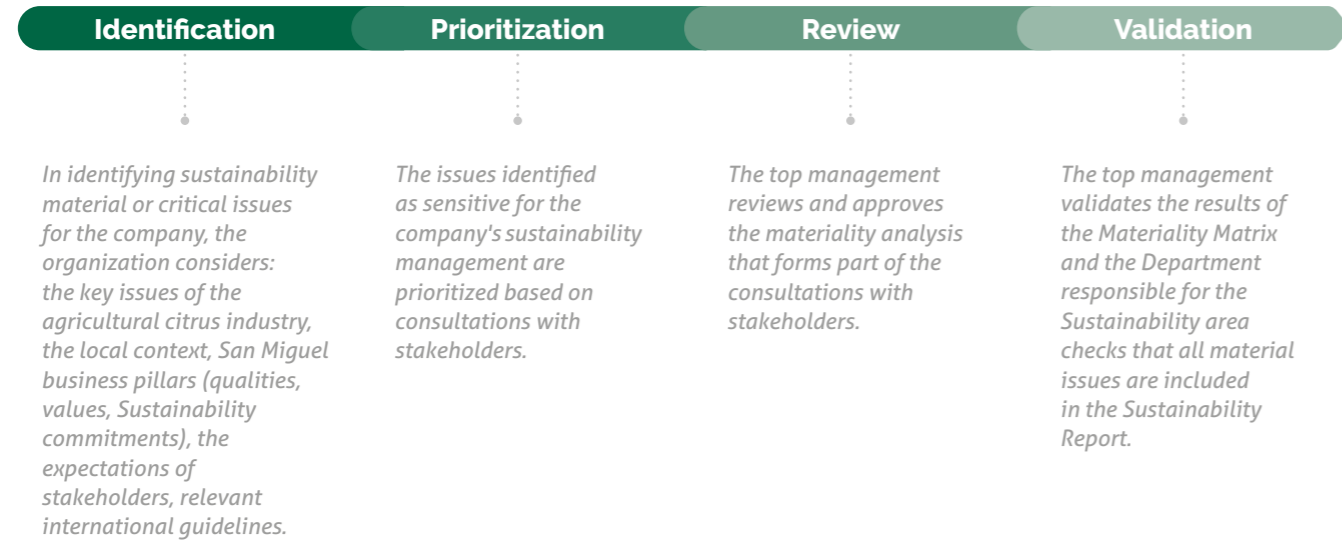 Identification
Prioritization
Review
Validation
In identifying sustainability
material or critical issues
for the company, the
organization considers:
the key issues of the
agricultural citrus industry,
the local context, San Miguel
business pillars (qualities,
values, Sustainability
commitments), the
expectations of
stakeholders, relevant
international guidelines.
The issues identified
as sensitive for the
company's sustainability
management are
prioritized based on
consultations with
stakeholders.
The top management
reviews and approves
the materiality analysis
that forms part of the
consultations with
stakeholders.
The top management
validates the results of
the Materiality Matrix
and the Department
responsible for the
Sustainability area
checks that all material
issues are included
in the Sustainability
Report.